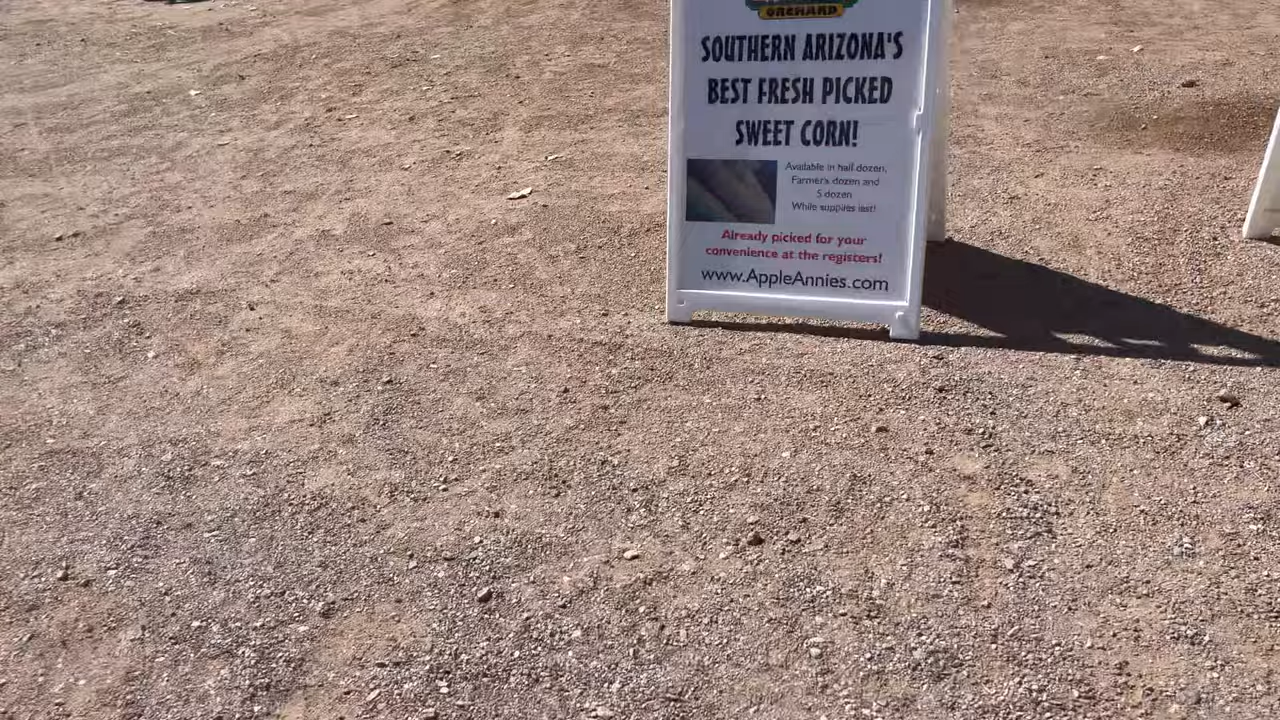 ORCHARD
SOUTHERN ARIZONA'S
BEST FRESH PICKED
SWEET CORN!
Available in half dozen,
Farmer's dozen and
5 dozen
While supplies last!
Already picked for your
convenience at the registers!
www.AppleAnnies.com